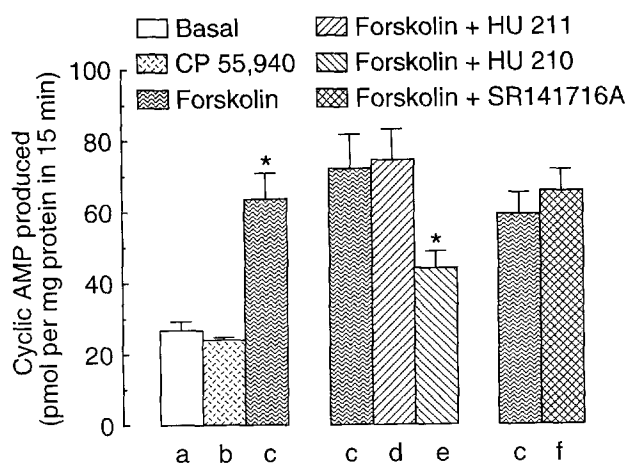 Basal
CP 55,940
Forskolin
Forskolin + HU 211
Forskolin + HU 210
Forskolin + SR141716A
Cyclic AMP produced
(pmol per mg protein in 15 min)
100
80
60
40
20
0
*
*
a b c c d e c f